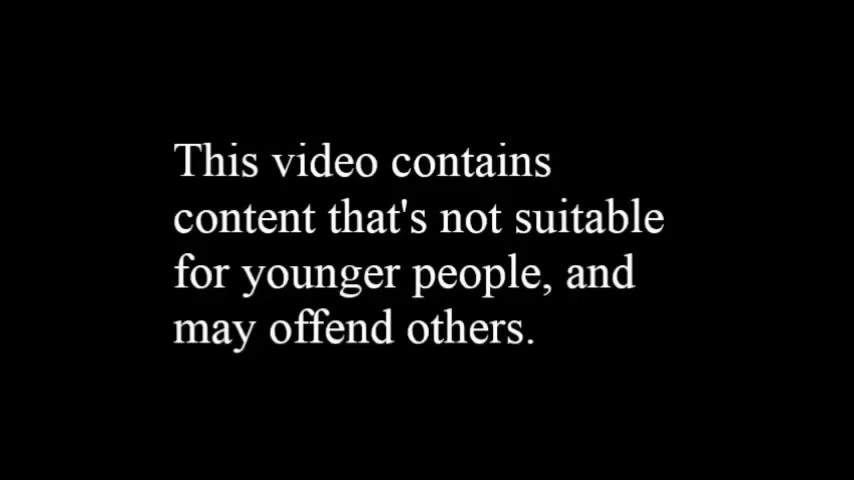 This video contains
content that's not suitable
for younger people, and
may offend others.